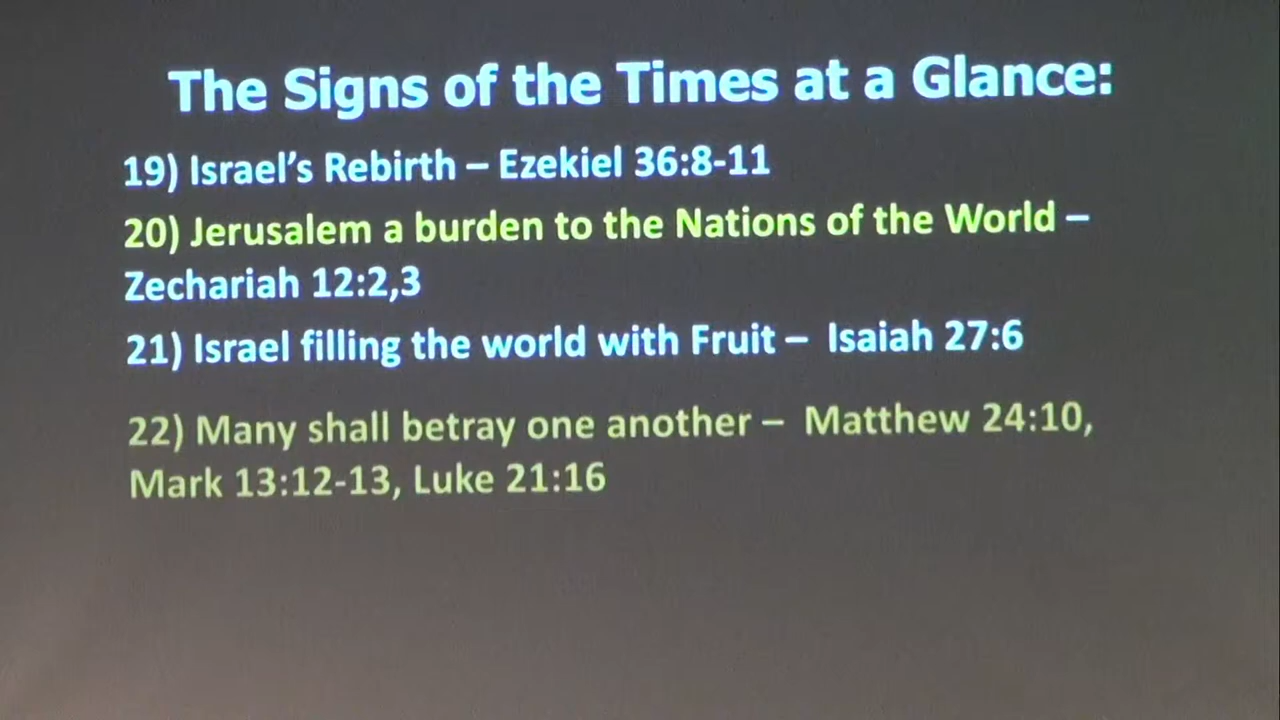 The Signs of the Times at a Glance:
19) Israel’s Rebirth – Ezekiel 36:8-11
20) Jerusalem a burden to the Nations of the World –
Zechariah 12:2,3
21) Israel filling the world with Fruit – Isaiah 27:6
22) Many shall betray one another – Matthew 24:10,
Mark 13:12-13, Luke 21:16